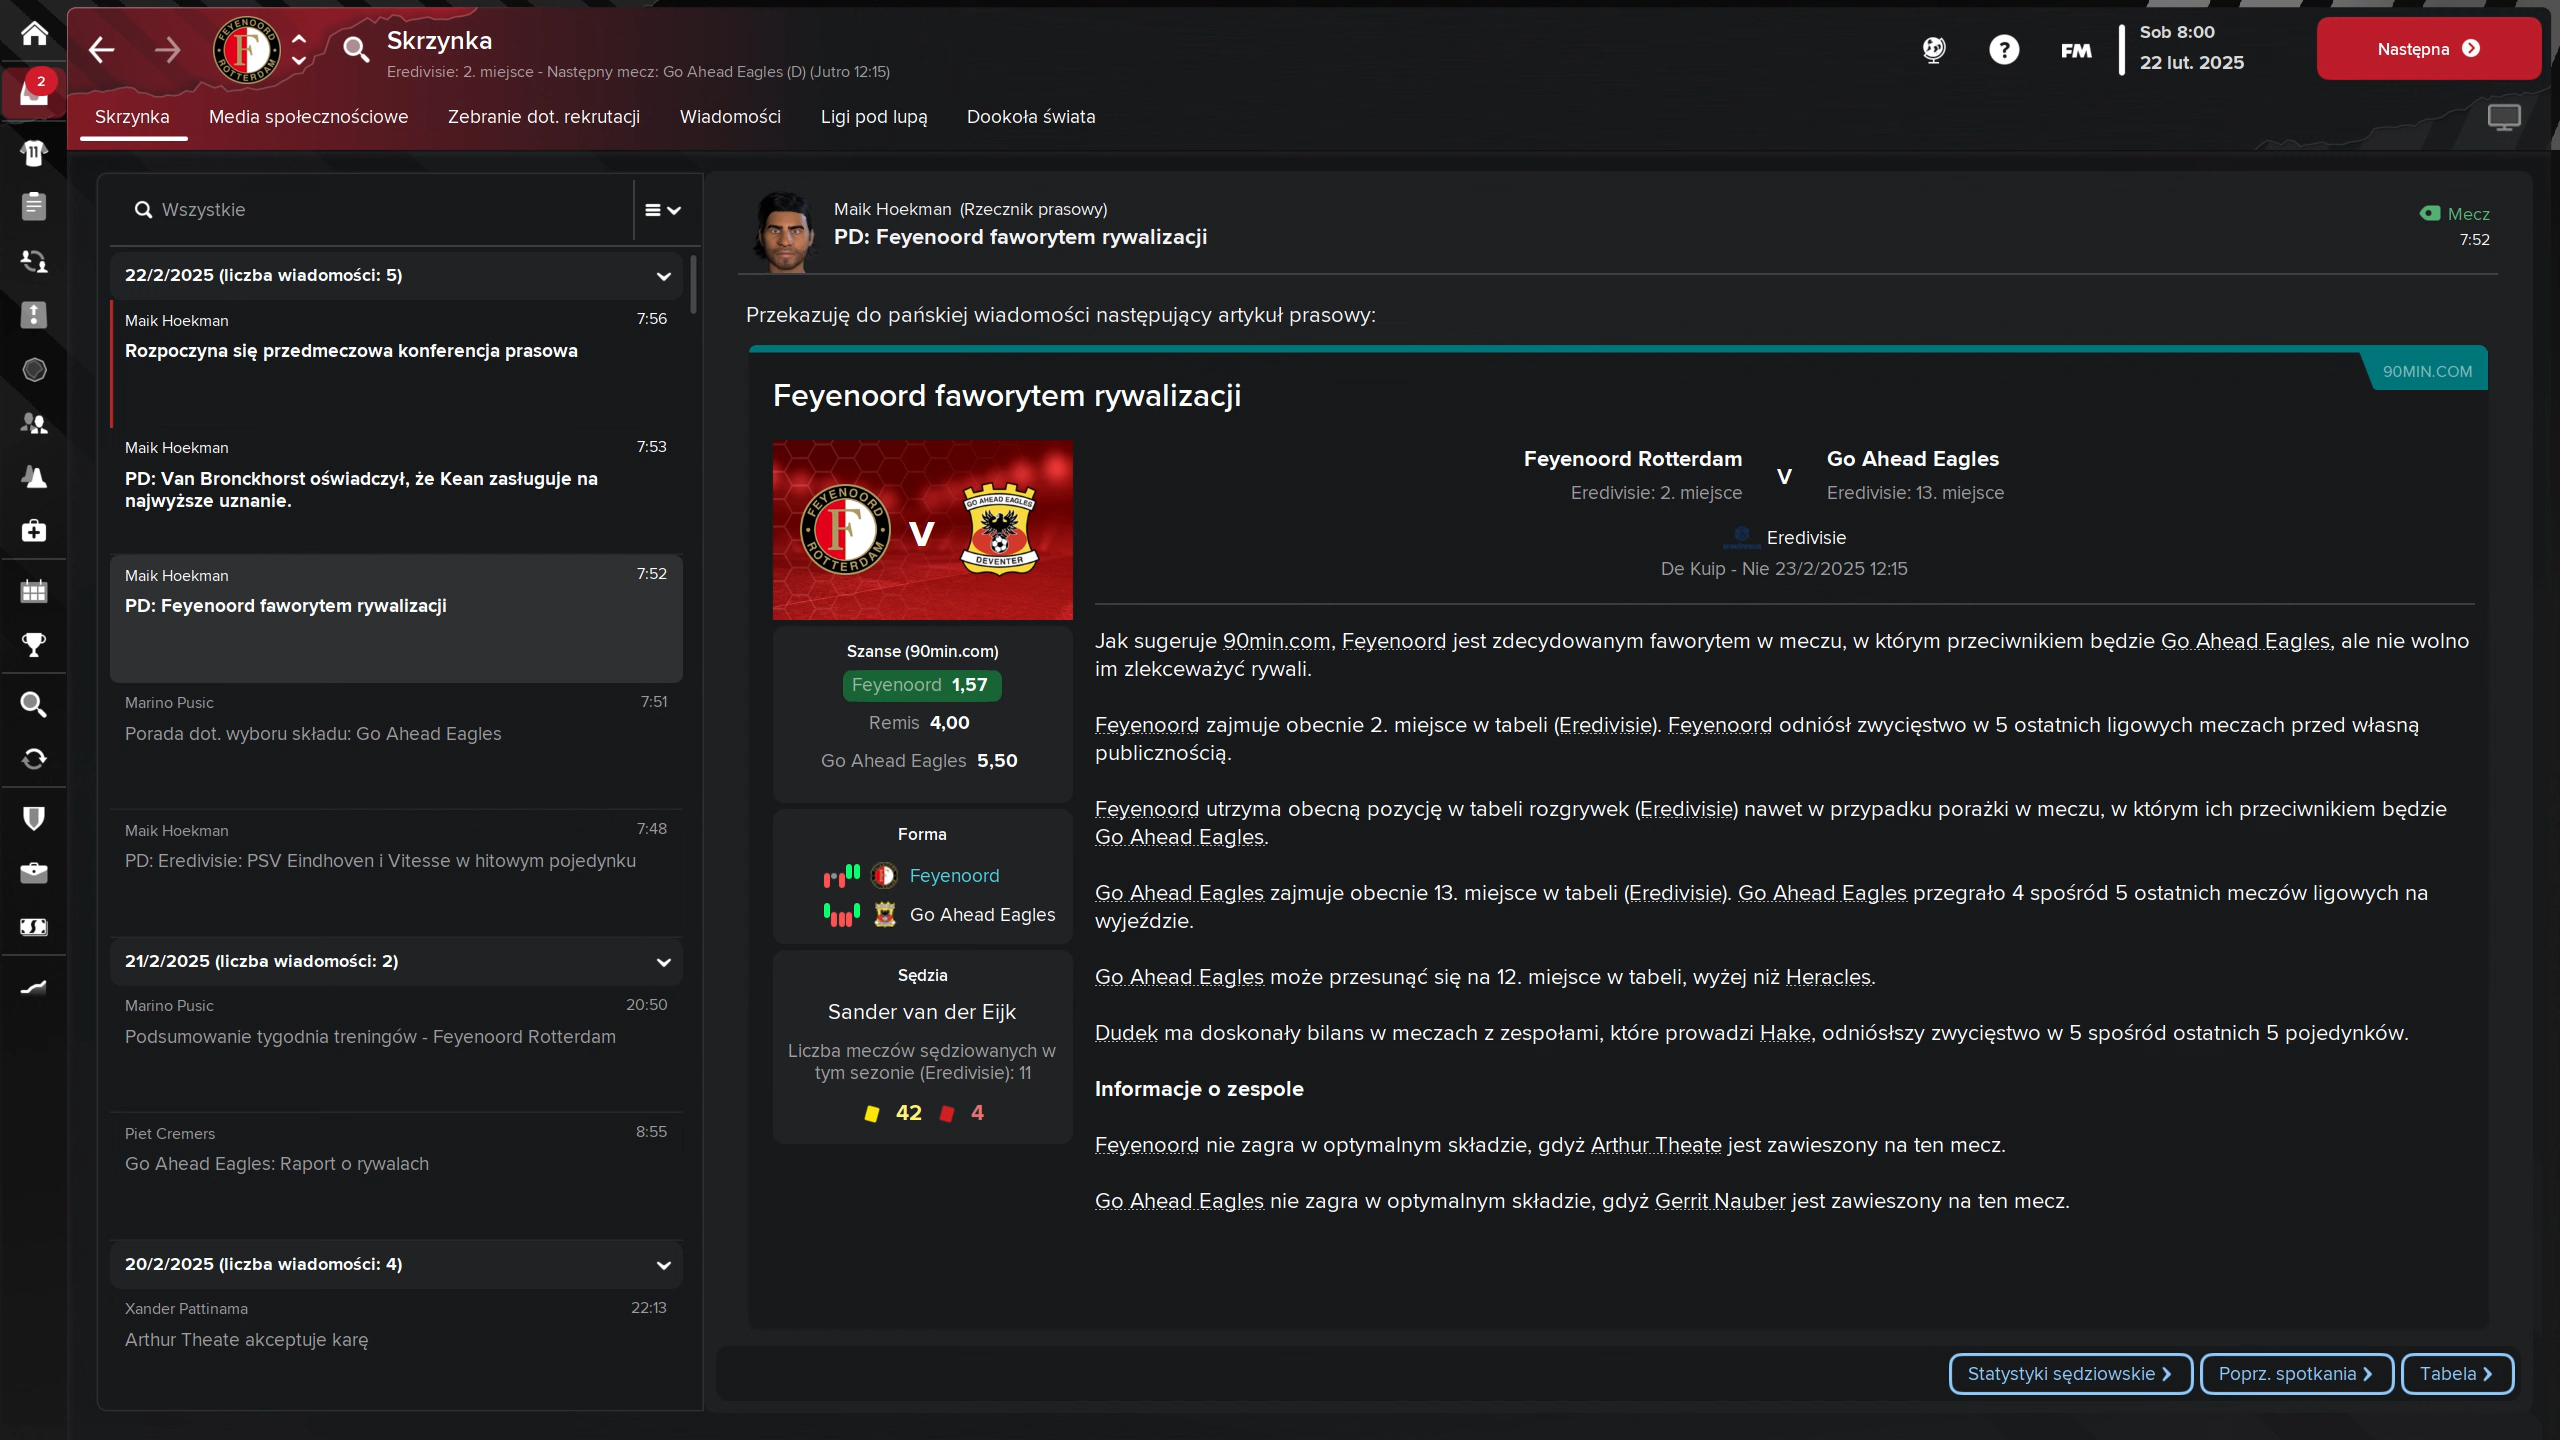 2
Skrzynka
Eredivisie: 2. miejsce - Następny mecz: Go Ahead Eagles (D) (Jutro 12:15)
FM
Sob 8:00
22 lut. 2025
Następna
Skrzynka
Media społecznościowe
Zebranie dot. rekrutacji
Wiadomości
Ligi pod lupą
Dookoła świata
Wszystkie
22/2/2025 (liczba wiadomości: 5)
Maik Hoekman 7:56
Rozpoczyna się przedmeczowa konferencja prasowa
Maik Hoekman 7:53
PD: Van Bronckhorst oświadczył, że Kean zasługuje na
najwyższe uznanie.
Maik Hoekman 7:52
PD: Feyenoord faworytem rywalizacji
Marino Pusic 7:51
Porada dot. wyboru składu: Go Ahead Eagles
Maik Hoekman 7:48
PD: Eredivisie: PSV Eindhoven i Vitesse w hitowym pojedynku
21/2/2025 (liczba wiadomości: 2)
Marino Pusic 20:50
Podsumowanie tygodnia treningów - Feyenoord Rotterdam
Piet Cremers 8:55
Go Ahead Eagles: Raport o rywalach
20/2/2025 (liczba wiadomości: 4)
Xander Pattinama 22:13
Arthur Theate akceptuje karę
Maik Hoekman (Rzecznik prasowy)
PD: Feyenoord faworytem rywalizacji
Mecz
7:52
Przekazuję do pańskiej wiadomości następujący artykuł prasowy:
90MIN.COM
Feyenoord faworytem rywalizacji
FEYENOORD
F
ROTTERDAM
V
GO AHEAD EAGLES
DEVENTER
Feyenoord Rotterdam
Eredivisie: 2. miejsce
v
Go Ahead Eagles
Eredivisie: 13. miejsce
Eredivisie
De Kuip - Nie 23/2/2025 12:15
Szanse (90min.com)
Feyenoord 1,57
Remis 4,00
Go Ahead Eagles 5,50
Forma
Feyenoord
Go Ahead Eagles
Sędzia
Sander van der Eijk
Liczba meczów sędziowanych w
tym sezonie (Eredivisie): 11
42 4
Jak sugeruje 90min.com, Feyenoord jest zdecydowanym faworytem w meczu, w którym przeciwnikiem będzie Go Ahead Eagles, ale nie wolno
im zlekceważyć rywali.
Feyenoord zajmuje obecnie 2. miejsce w tabeli (Eredivisie). Feyenoord odniósł zwycięstwo w 5 ostatnich ligowych meczach przed własną
publicznością.
Feyenoord utrzyma obecną pozycję w tabeli rozgrywek (Eredivisie) nawet w przypadku porażki w meczu, w którym ich przeciwnikiem będzie
Go Ahead Eagles.
Go Ahead Eagles zajmuje obecnie 13. miejsce w tabeli (Eredivisie). Go Ahead Eagles przegrało 4 spośród 5 ostatnich meczów ligowych na
wyjeździe.
Go Ahead Eagles może przesunąć się na 12. miejsce w tabeli, wyżej niż Heracles.
Dudek ma doskonały bilans w meczach z zespołami, które prowadzi Hake, odniósłszy zwycięstwo w 5 spośród ostatnich 5 pojedynków.
Informacje o zespole
Feyenoord nie zagra w optymalnym składzie, gdyż Arthur Theate jest zawieszony na ten mecz.
Go Ahead Eagles nie zagra w optymalnym składzie, gdyż Gerrit Nauber jest zawieszony na ten mecz.
Statystyki sędziowskie
Poprz. spotkania
Tabela